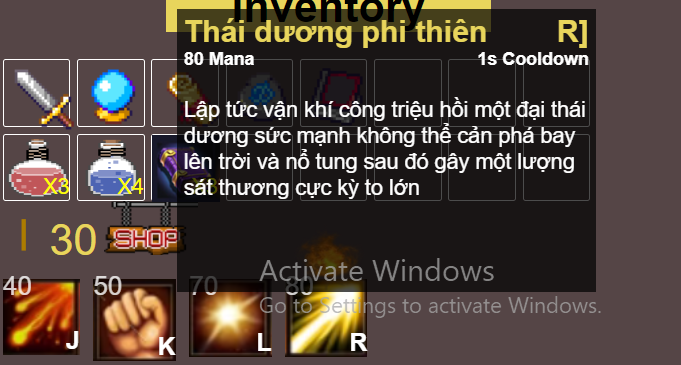 Inventory
Thái dương phi thiên R]
80 Mana 1s Cooldown
Lập tức vận khí công triệu hồi một đại thái
dương sức mạnh không thể cản phá bay
lên trời và nổ tung sau đó gây một lượng
sát thương cực kỳ to lớn
X3 X4
30 SHOP
40 50 70 80
Activate Windows
Go to Settings to activate Windows.
J K L R